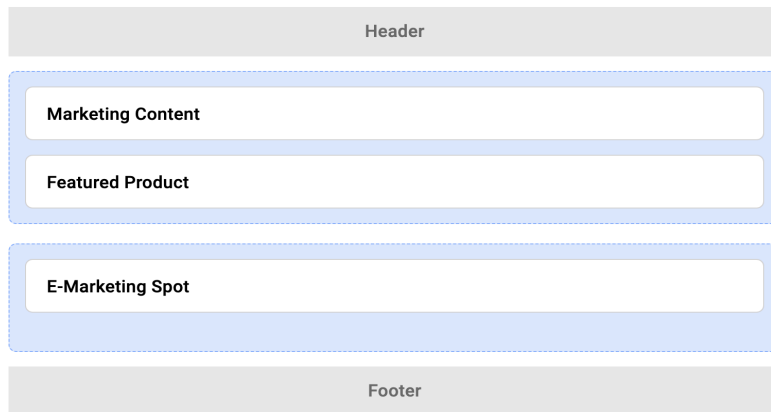 Header
Marketing Content
Featured Product
E-Marketing Spot
Footer